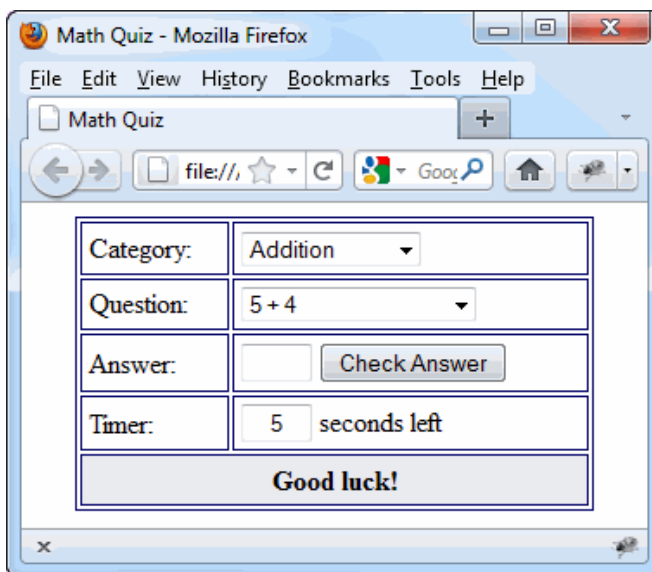 Math Quiz - Mozilla Firefox
File Edit View History Bookmarks Tools Help
Math Quiz
file:///
Category: Addition
Question: 5 + 4
Answer: Check Answer
Timer: 5 seconds left
Good luck!